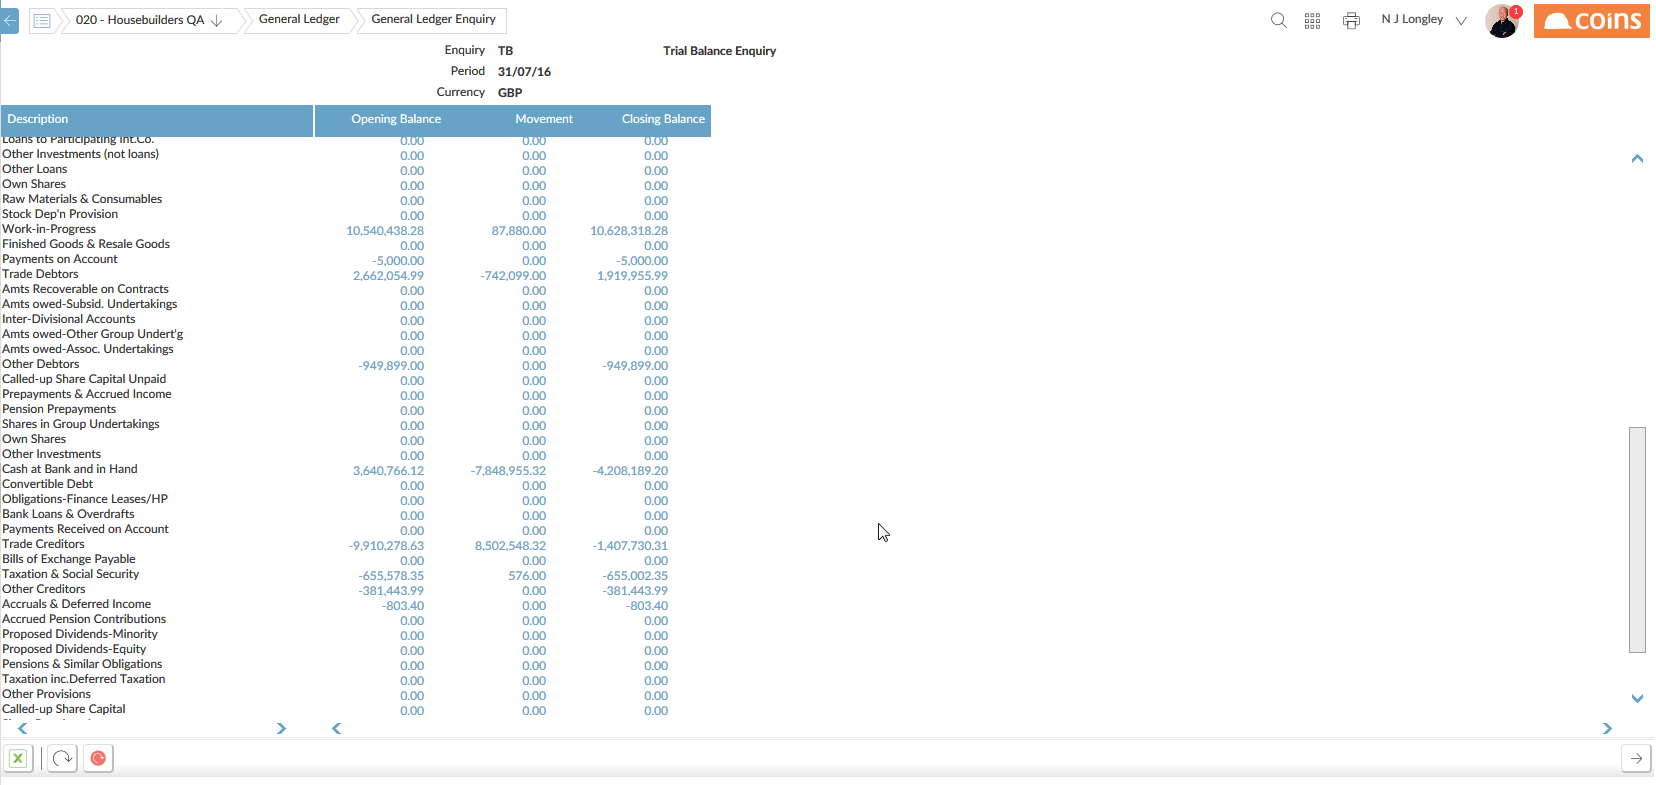 020 - Housebuilders QA General Ledger General Ledger Enquiry N J Longley 1 coins
Enquiry TB Trial Balance Enquiry
Period 31/07/16
Currency GBP
Description Opening Balance Movement Closing Balance
Loans to Participating Int.Co. 0.00 0.00 0.00
Other Investments (not loans) 0.00 0.00 0.00
Other Loans 0.00 0.00 0.00
Own Shares 0.00 0.00 0.00
Raw Materials & Consumables 0.00 0.00 0.00
Stock Dep'n Provision 0.00 0.00 0.00
Work-in-Progress 10,540,438.28 87,880.00 10,628,318.28
Finished Goods & Resale Goods 0.00 0.00 0.00
Payments on Account -5,000.00 0.00 -5,000.00
Trade Debtors 2,662,054.99 -742,099.00 1,919,955.99
Amts Recoverable on Contracts 0.00 0.00 0.00
Amts owed-Subsid. Undertakings 0.00 0.00 0.00
Inter-Divisional Accounts 0.00 0.00 0.00
Amts owed-Other Group Undert'g 0.00 0.00 0.00
Amts owed-Assoc. Undertakings 0.00 0.00 0.00
Other Debtors -949,899.00 0.00 -949,899.00
Called-up Share Capital Unpaid 0.00 0.00 0.00
Prepayments & Accrued Income 0.00 0.00 0.00
Pension Prepayments 0.00 0.00 0.00
Shares in Group Undertakings 0.00 0.00 0.00
Own Shares 0.00 0.00 0.00
Other Investments 0.00 0.00 0.00
Cash at Bank and in Hand 3,640,766.12 -7,848,955.32 -4,208,189.20
Convertible Debt 0.00 0.00 0.00
Obligations-Finance Leases/HP 0.00 0.00 0.00
Bank Loans & Overdrafts 0.00 0.00 0.00
Payments Received on Account 0.00 0.00 0.00
Trade Creditors -9,910,278.63 8,502,548.32 -1,407,730.31
Bills of Exchange Payable 0.00 0.00 0.00
Taxation & Social Security -655,578.35 576.00 -655,002.35
Other Creditors -381,443.99 0.00 -381,443.99
Accruals & Deferred Income -803.40 0.00 -803.40
Accrued Pension Contributions 0.00 0.00 0.00
Proposed Dividends-Minority 0.00 0.00 0.00
Proposed Dividends-Equity 0.00 0.00 0.00
Pensions & Similar Obligations 0.00 0.00 0.00
Taxation inc.Deferred Taxation 0.00 0.00 0.00
Other Provisions 0.00 0.00 0.00
Called-up Share Capital 0.00 0.00 0.00